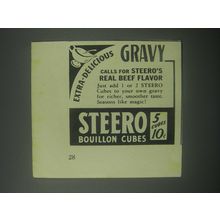 EXTRA-DELICIOUS
GRAVY
CALLS FOR STEERO'S
REAL BEEF FLAVOR
Just add 1 or 2 STEERO
Cubes to your own gravy
for richer, smoother taste.
Seasons like magic!
STEERO
BOUILLON CUBES
5
CUBES
10¢
28